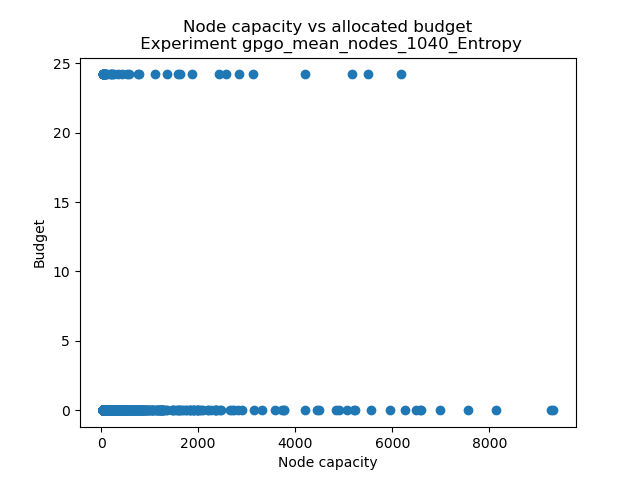 Node capacity vs allocated budget
Experiment gpgo_mean_nodes_1040_Entropy
25
20
15
10
5
0
Budget
0 2000 4000 6000 8000
Node capacity